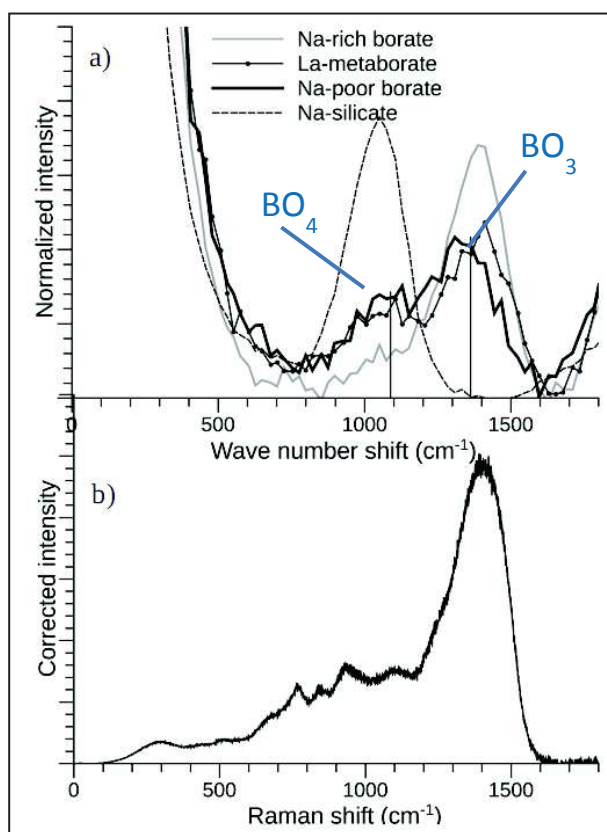 a)
Na-rich borate
La-metaborate
Na-poor borate
Na-silicate
BO4
BO3
Normalized intensity
0 500 1000 1500
Wave number shift (cm-1)
b)
Corrected intensity
0 500 1000 1500
Raman shift (cm-1)